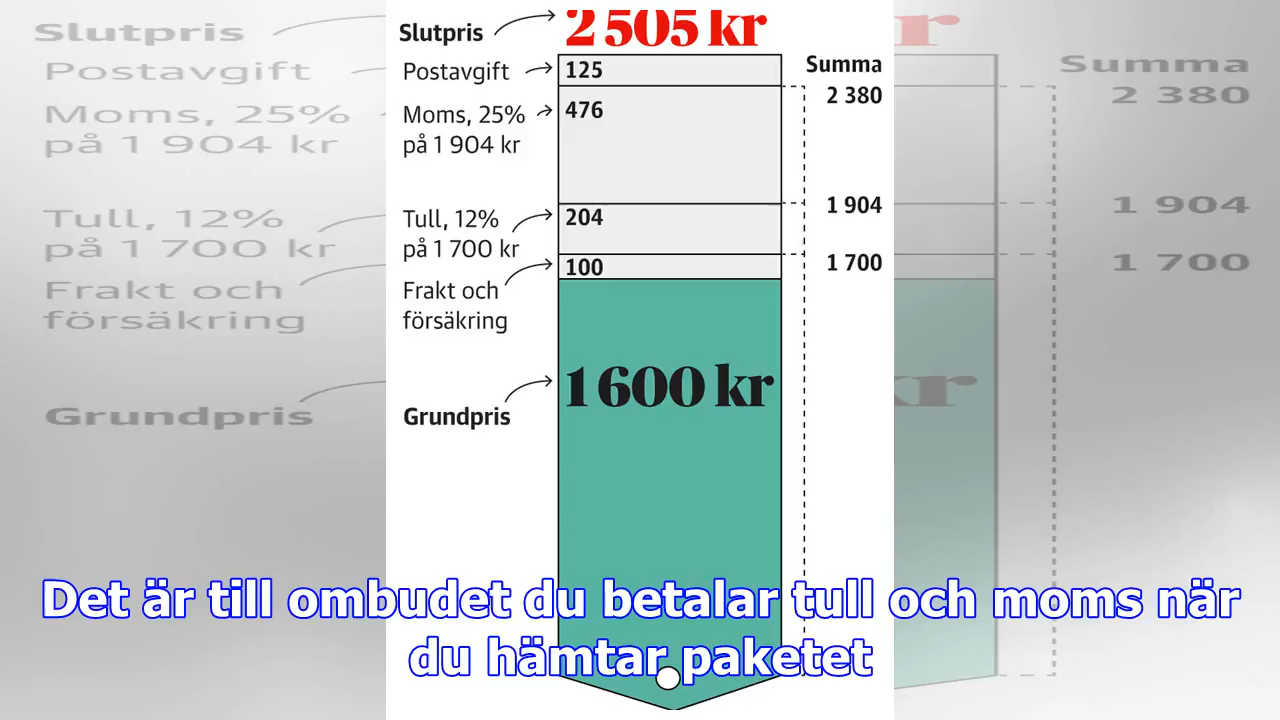 Slutpris
2 505 kr
Postavgift
125
Summa
2 380
Moms, 25%
på 1 904 kr
476
1 904
Tull, 12%
på 1 700 kr
204
1 700
Frakt och
försäkring
100
Grundpris
1 600 kr
Det är till ombudet du betalar tull och moms när
du hämtar paketet